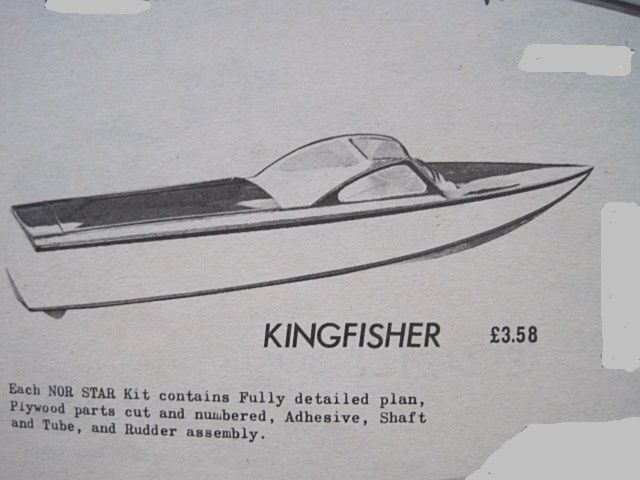 KINGFISHER £3.58
Each NOR STAR Kit contains Fully detailed plan,
Plywood parts cut and numbered, Adhesive, Shaft
and Tube, and Rudder assembly.